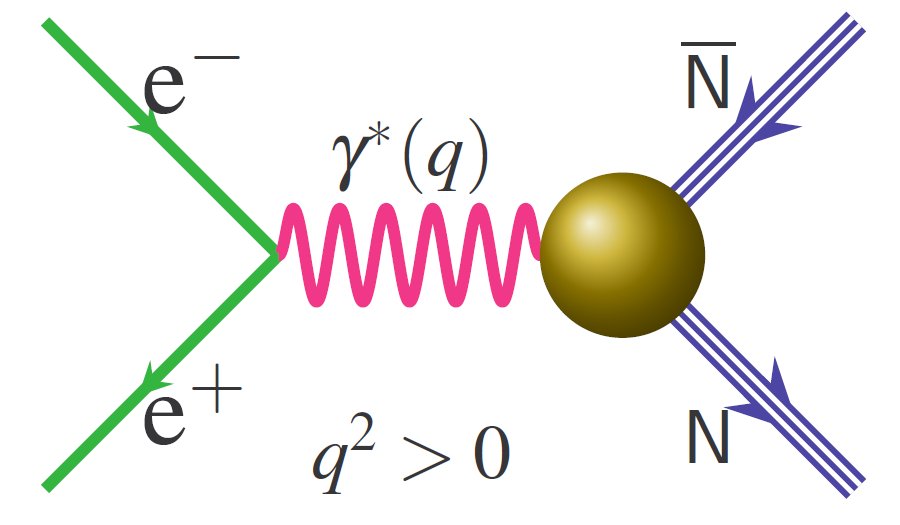 e⁻
N̅
γ*(q)
e⁺
q² > 0
N